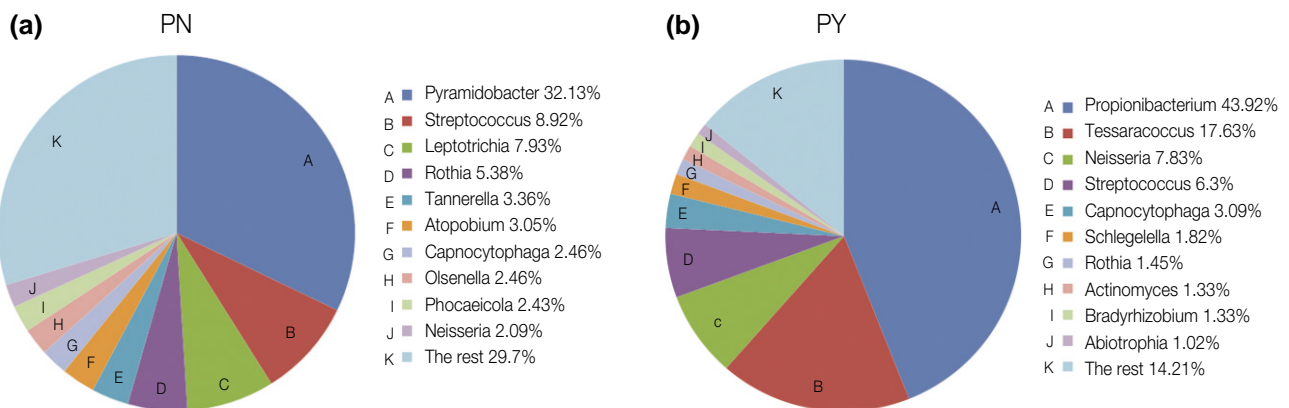 (a) PN
A
B
C
D
E
F
G
H
I
J
K
A Pyramidobacter 32.13%
B Streptococcus 8.92%
C Leptotrichia 7.93%
D Rothia 5.38%
E Tannerella 3.36%
F Atopobium 3.05%
G Capnocytophaga 2.46%
H Olsenella 2.46%
I Phocaeicola 2.43%
J Neisseria 2.09%
K The rest 29.7%
(b) PY
A
B
c
D
E
F
G
H
I
J
K
A Propionibacterium 43.92%
B Tessaracoccus 17.63%
C Neisseria 7.83%
D Streptococcus 6.3%
E Capnocytophaga 3.09%
F Schlegelella 1.82%
G Rothia 1.45%
H Actinomyces 1.33%
I Bradyrhizobium 1.33%
J Abiotrophia 1.02%
K The rest 14.21%